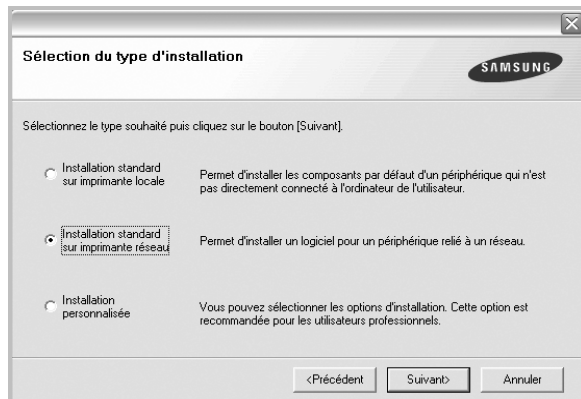 Sélection du type d'installation
SAMSUNG
Sélectionnez le type souhaité puis cliquez sur le bouton [Suivant].
Installation standard
sur imprimante locale
Permet d'installer les composants par défaut d'un périphérique qui n'est
pas directement connecté à l'ordinateur de l'utilisateur.
Installation standard
sur imprimante réseau
Permet d'installer un logiciel pour un périphérique relié à un réseau.
Installation
personnalisée
Vous pouvez sélectionner les options d'installation. Cette option est
recommandée pour les utilisateurs professionnels.
<Précédent
Suivant>
Annuler